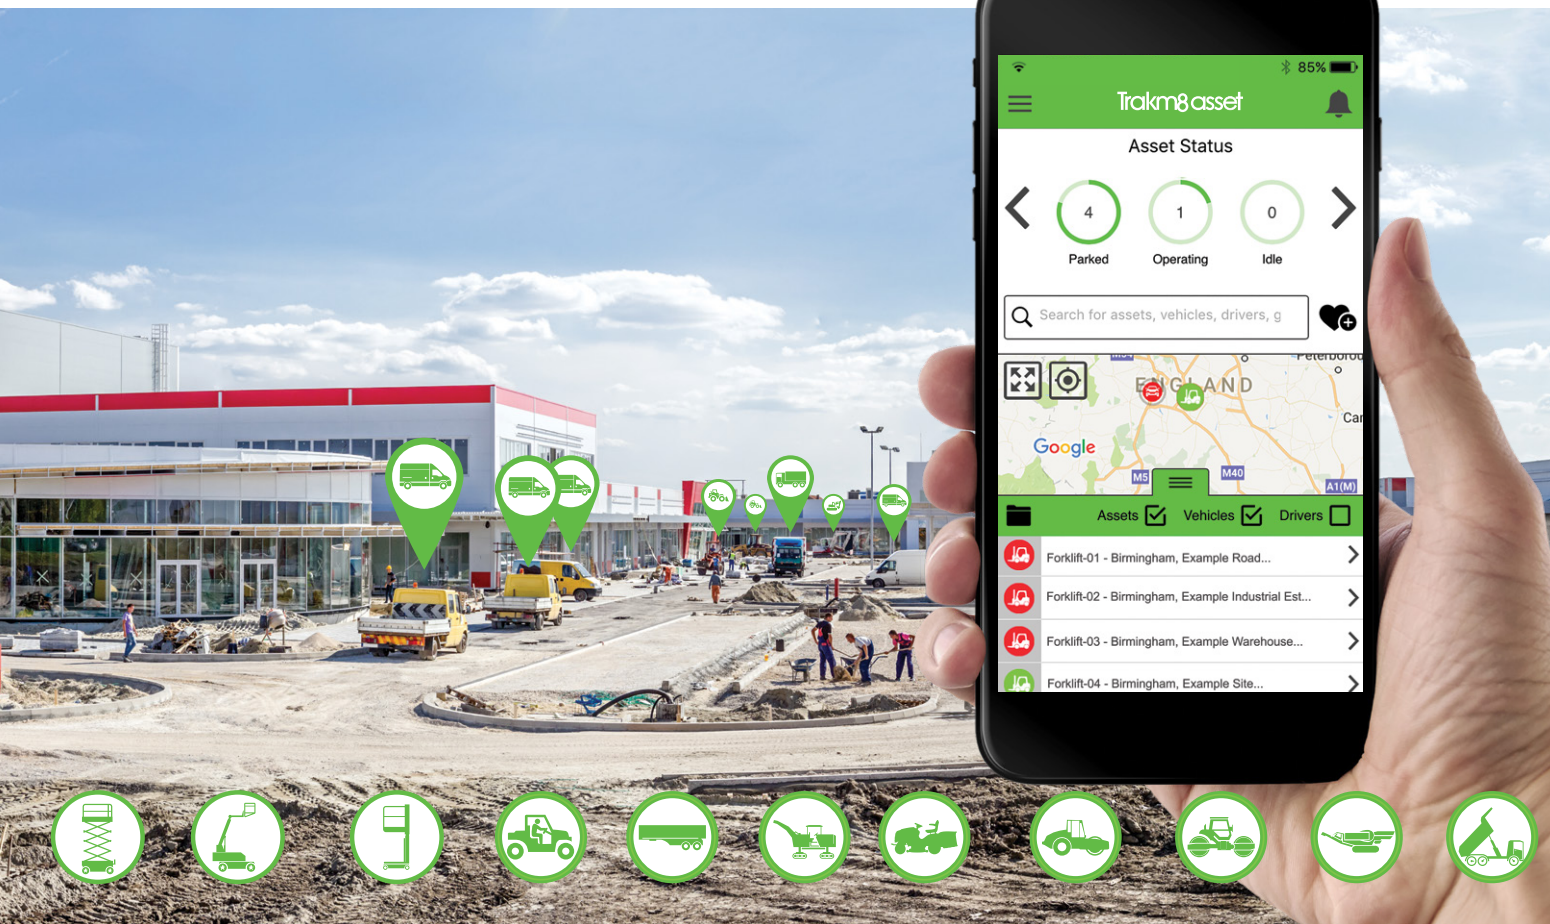 85%
Trakm8 asset
Asset Status
4
1
0
Parked
Operating
Idle
Search for assets, vehicles, drivers, g
Peterborou
ENGLAND
Car
Google
M5
M40
A1(M)
Assets
Vehicles
Drivers
Forklift-01 - Birmingham, Example Road...
Forklift-02 - Birmingham, Example Industrial Est...
Forklift-03 - Birmingham, Example Warehouse...
Forklift-04 - Birmingham, Example Site...